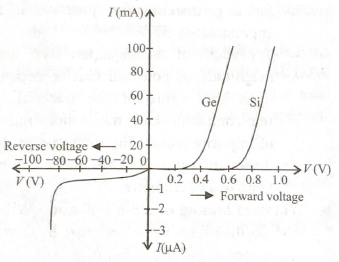 I(mA)
100
80
60
40
20
Ge
Si
Reverse voltage
−100 −80 −60 −40 −20 0
0.2 0.4 0.6 0.8 1.0
V(V)
V(V)
Forward voltage
−1
−2
−3
I(μA)